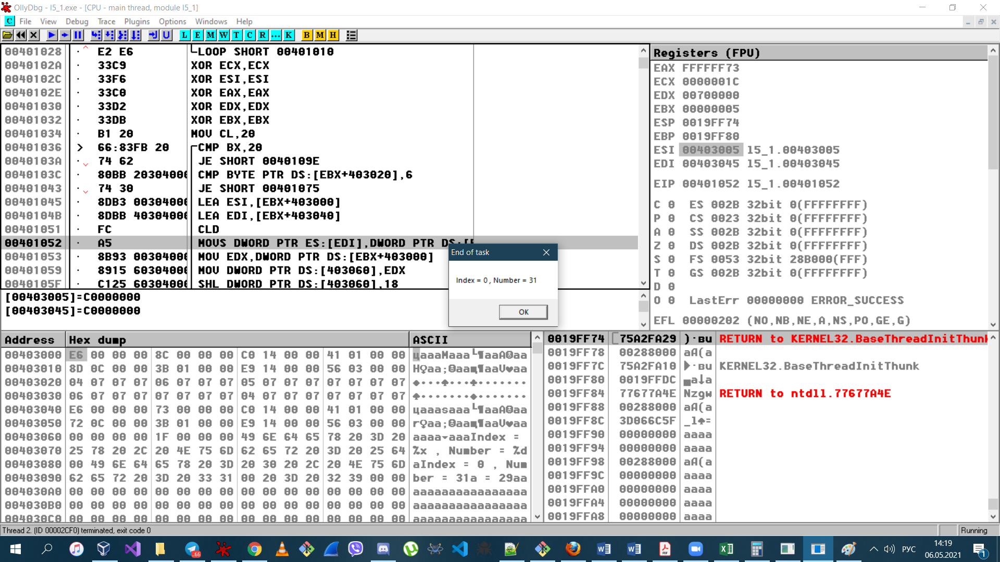 OllyDbg - l5_1.exe - [CPU - main thread, module l5_1]
C File View Debug Trace Plugins Options Windows Help
L E M W T C R ... K B M H
00401028 · E2 E6 LOOP SHORT 00401010
0040102A · 33C9 XOR ECX,ECX
0040102C · 33F6 XOR ESI,ESI
0040102E · 33C0 XOR EAX,EAX
00401030 · 33D2 XOR EDX,EDX
00401032 · 33DB XOR EBX,EBX
00401034 · B1 20 MOV CL,20
00401036 > 66:83FB 20 CMP BX,20
0040103A · 74 62 JE SHORT 0040109E
0040103C · 80BB 20304000 CMP BYTE PTR DS:[EBX+403020],6
00401043 · 74 30 JE SHORT 00401075
00401045 · 8DB3 00304000 LEA ESI,[EBX+403000]
0040104B · 8DBB 40304000 LEA EDI,[EBX+403040]
00401051 · FC CLD
00401052 · A5 MOVS DWORD PTR ES:[EDI],DWORD PTR DS:[E
00401053 · 8B93 00304000 MOV EDX,DWORD PTR DS:[EBX+403000]
00401059 · 8915 60304000 MOV DWORD PTR DS:[403060],EDX
0040105F · C125 60304000 SHL DWORD PTR DS:[403060],18
[00403005]=C0000000
[00403045]=C0000000
Registers (FPU)
EAX FFFFFF73
ECX 0000001C
EDX 00700000
EBX 00000005
ESP 0019FF74
EBP 0019FF80
ESI 00403005 l5_1.00403005
EDI 00403045 l5_1.00403045
EIP 00401052 l5_1.00401052
C 0 ES 002B 32bit 0(FFFFFFFF)
P 0 CS 0023 32bit 0(FFFFFFFF)
A 0 SS 002B 32bit 0(FFFFFFFF)
Z 0 DS 002B 32bit 0(FFFFFFFF)
S 0 FS 0053 32bit 28B000(FFF)
T 0 GS 002B 32bit 0(FFFFFFFF)
D 0
O 0 LastErr 00000000 ERROR_SUCCESS
EFL 00000202 (NO,NB,NE,A,NS,PO,GE,G)
End of task
Index = 0 , Number = 31
OK
Address Hex dump ASCII
00403000 E6 00 00 00 8C 00 00 00 C0 14 00 00 41 01 00 00 цaaaМaaa└¶aaA☺aa
00403010 8D 0C 00 00 3B 01 00 00 E9 14 00 00 56 03 00 00 Н♀aa;☺aaщ¶aaV♥aa
00403020 04 07 07 07 06 07 07 07 05 07 07 07 07 07 07 07 ♦•••♠•••♣•••••••
00403030 06 07 07 07 07 07 07 07 04 07 07 07 07 07 07 07 ♠•••••••♦•••••••
00403040 E6 00 00 00 73 00 00 00 C0 14 00 00 41 01 00 00 цaaasaaa└¶aaA☺aa
00403050 72 0C 00 00 3B 01 00 00 E9 14 00 00 56 03 00 00 r♀aa;☺aaщ¶aaV♥aa
00403060 00 00 00 00 1F 00 00 00 49 6E 64 65 78 20 3D 20 aaaa▼aaaIndex =
00403070 25 78 20 2C 20 4E 75 6D 62 65 72 20 3D 20 25 64 %x , Number = %d
00403080 00 49 6E 64 65 78 20 3D 20 30 20 2C 20 4E 75 6D aIndex = 0 , Num
00403090 62 65 72 20 3D 20 33 31 00 20 3D 20 32 39 00 00 ber = 31a = 29aa
004030A0 00 00 00 00 00 00 00 00 00 00 00 00 00 00 00 00 aaaaaaaaaaaaaaaa
004030B0 00 00 00 00 00 00 00 00 00 00 00 00 00 00 00 00 aaaaaaaaaaaaaaaa
004030C0 00 00 00 00 00 00 00 00 00 00 00 00 00 00 00 00 aaaaaaaaaaaaaaaa
0019FF74 75A2FA29 )·вu RETURN to KERNEL32.BaseThreadInitThunk
0019FF78 00288000 aА(a
0019FF7C 75A2FA10 ►·вu KERNEL32.BaseThreadInitThunk
0019FF80 0019FFDC ▄a↓a
0019FF84 77677A4E Nzgw RETURN to ntdll.77677A4E
0019FF88 00288000 aА(a
0019FF8C 3D066C5F _l♠=
0019FF90 00000000 aaaa
0019FF94 00000000 aaaa
0019FF98 00288000 aА(a
0019FF9C 00000000 aaaa
0019FFA0 00000000 aaaa
0019FFA4 00000000 aaaa
0019FFA8 00000000 aaaa
Thread 2. (ID 00002CF0) terminated, exit code 0
Running
66
РУС
14:19
06.05.2021
1